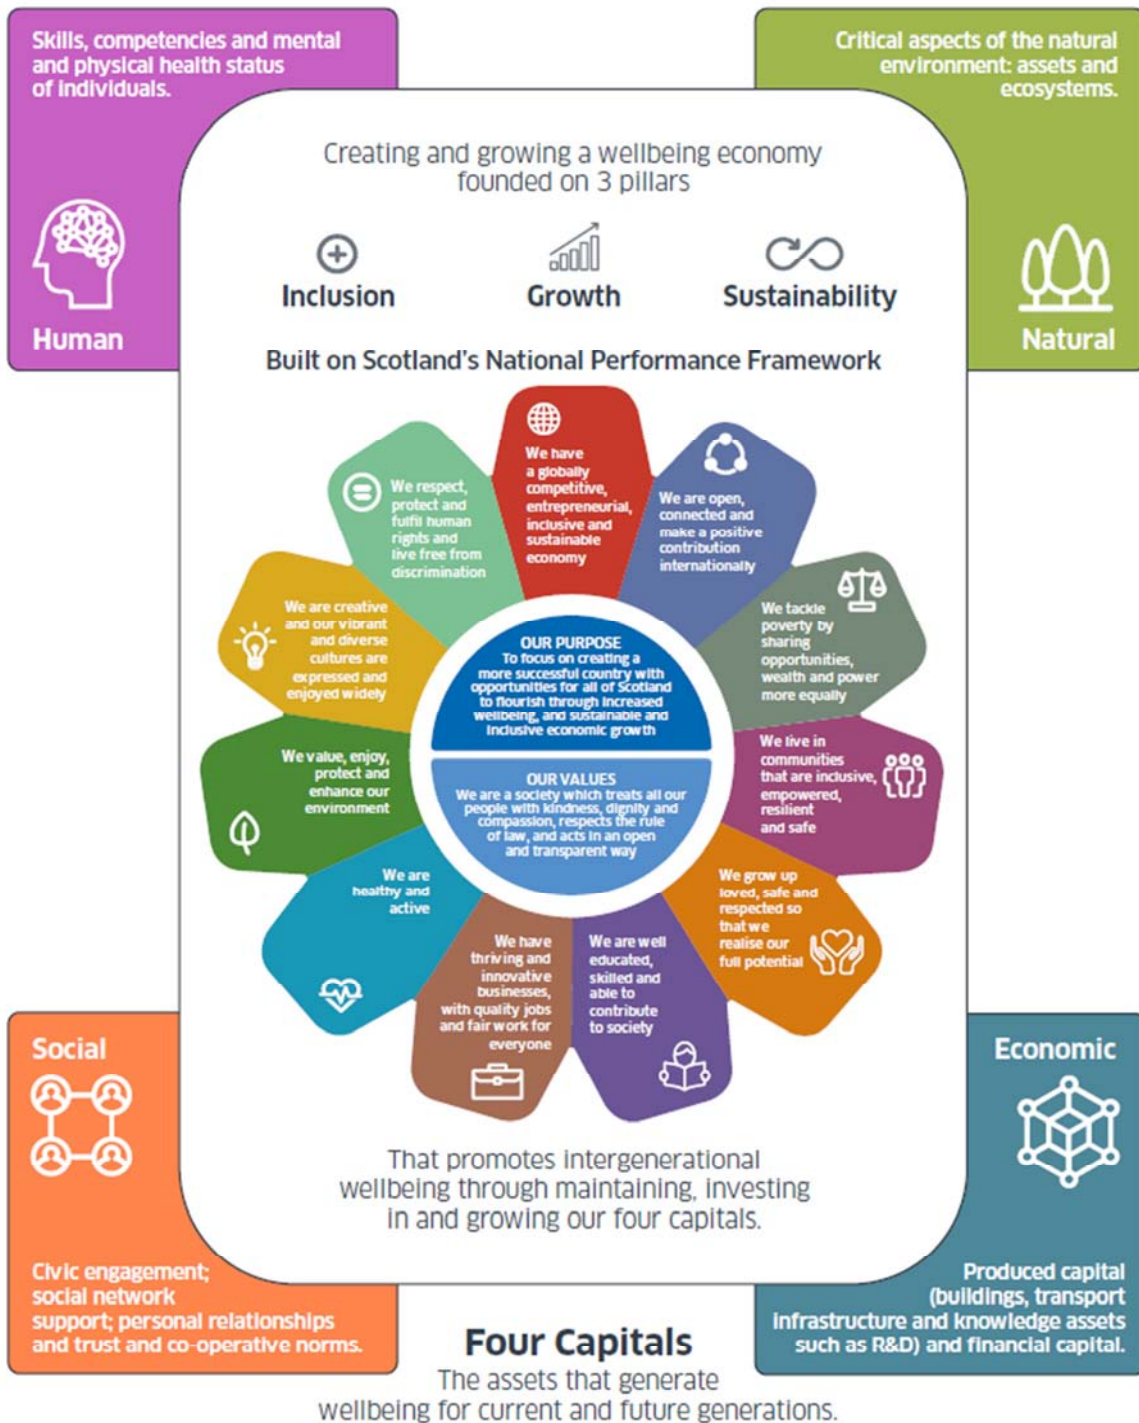 Skills, competencies and mental
and physical health status
of individuals.
Human
Critical aspects of the natural
environment: assets and
ecosystems.
Natural
Creating and growing a wellbeing economy
founded on 3 pillars
Inclusion
Growth
Sustainability
Built on Scotland's National Performance Framework
We have
a globally
competitive,
entrepreneurial,
inclusive and
sustainable
economy
We are open,
connected and
make a positive
contribution
internationally
We tackle
poverty by
sharing
opportunities,
wealth and power
more equally
We live in
communities
that are inclusive,
empowered,
resilient
and safe
We grow up
loved, safe and
respected so
that we
realise our
full potential
We are well
educated,
skilled and
able to
contribute
to society
We have
thriving and
innovative
businesses,
with quality jobs
and fair work for
everyone
We are
healthy and
active
We value, enjoy,
protect and
enhance our
environment
We are creative
and our vibrant
and diverse
cultures are
expressed and
enjoyed widely
We respect,
protect and
fulfil human
rights and
live free from
discrimination
OUR PURPOSE
To focus on creating a
more successful country with
opportunities for all of Scotland
to flourish through increased
wellbeing, and sustainable and
inclusive economic growth
OUR VALUES
We are a society which treats all our
people with kindness, dignity and
compassion, respects the rule
of law, and acts in an open
and transparent way
That promotes intergenerational
wellbeing through maintaining, investing
in and growing our four capitals.
Social
Civic engagement;
social network
support; personal relationships
and trust and co-operative norms.
Economic
Produced capital
(buildings, transport
infrastructure and knowledge assets
such as R&D) and financial capital.
Four Capitals
The assets that generate
wellbeing for current and future generations.